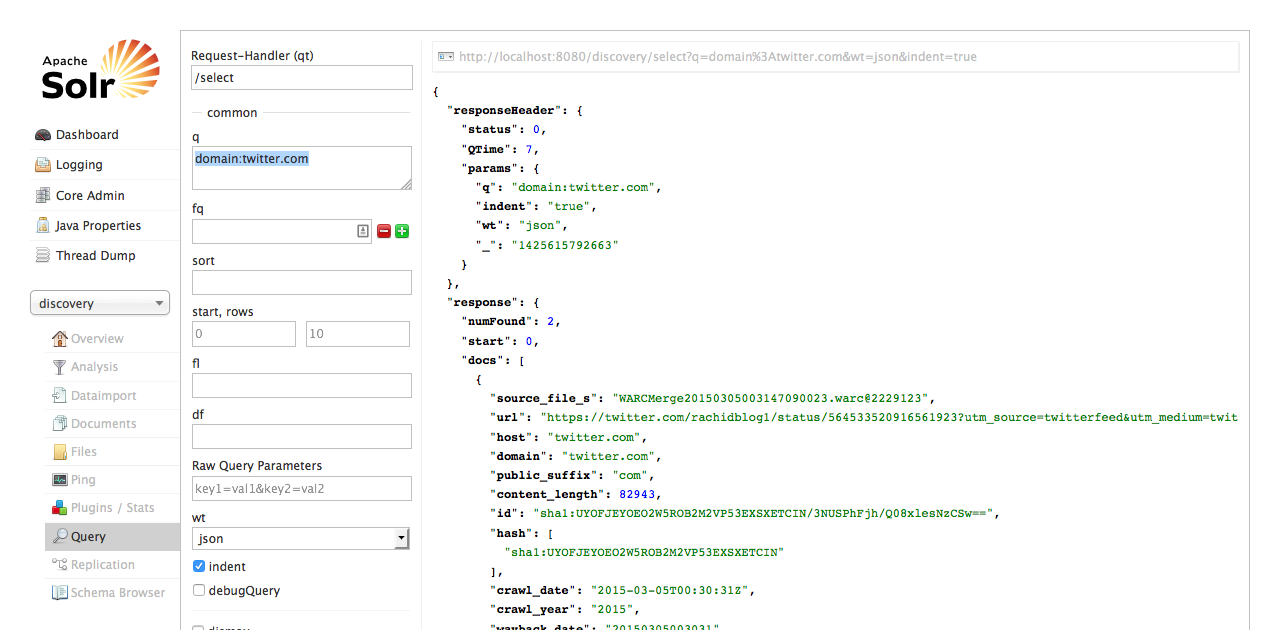 Apache
Solr
Dashboard
Logging
Core Admin
Java Properties
Thread Dump
discovery
Overview
Analysis
Dataimport
Documents
Files
Ping
Plugins / Stats
Query
Replication
Schema Browser
Request-Handler (qt)
/select
common
q
domain:twitter.com
fq
sort
start, rows
0 10
fl
df
Raw Query Parameters
key1=val1&key2=val2
wt
json
indent
debugQuery
dismax
http://localhost:8080/discovery/select?q=domain%3Atwitter.com&wt=json&indent=true
{
"responseHeader": {
"status": 0,
"QTime": 7,
"params": {
"q": "domain:twitter.com",
"indent": "true",
"wt": "json",
"_": "1425615792663"
}
},
"response": {
"numFound": 2,
"start": 0,
"docs": [
{
"source_file_s": "WARCMerge20150305003147090023.warc@2229123",
"url": "https://twitter.com/rachidblog1/status/564533520916561923?utm_source=twitterfeed&utm_medium=twit
"host": "twitter.com",
"domain": "twitter.com",
"public_suffix": "com",
"content_length": 82943,
"id": "sha1:UYOFJEYOEO2W5ROB2M2VP53EXSXETCIN/3NUSPhFjh/Q08xlesNzCSw==",
"hash": [
"sha1:UYOFJEYOEO2W5ROB2M2VP53EXSXETCIN"
],
"crawl_date": "2015-03-05T00:30:31Z",
"crawl_year": "2015",
"wayback_date": "20150305003031"